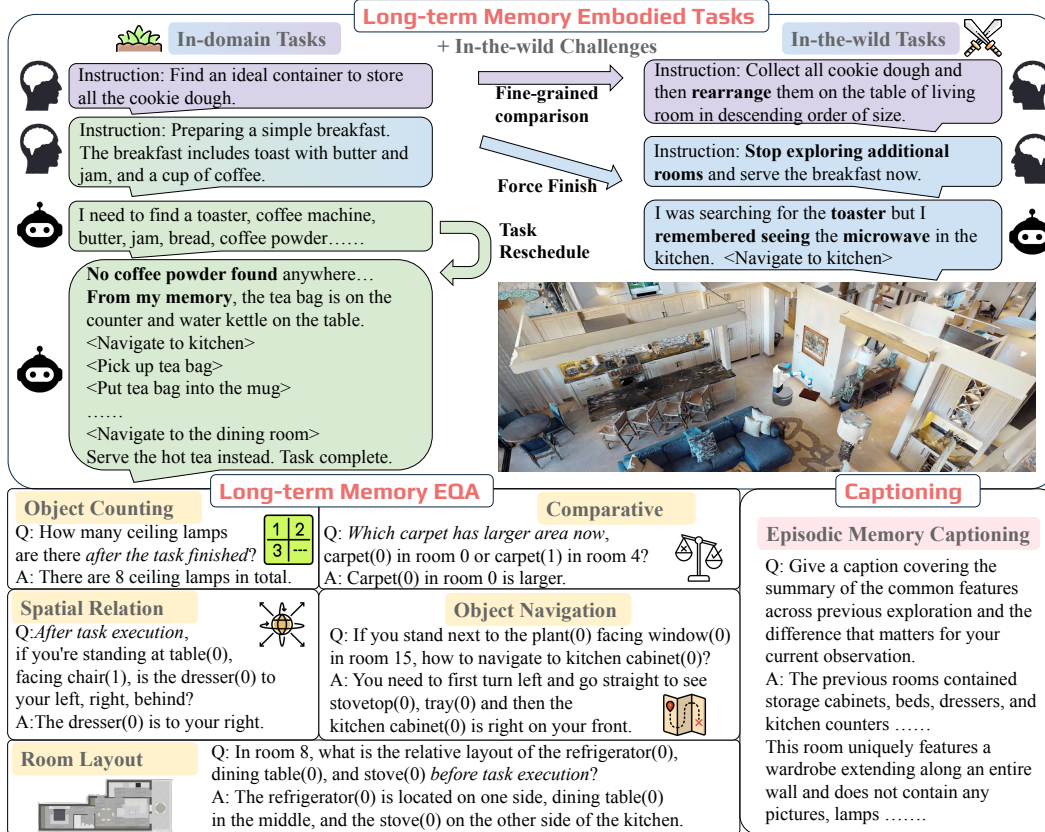 Long-term Memory Embodied Tasks
In-domain Tasks
+ In-the-wild Challenges
In-the-wild Tasks
Instruction: Find an ideal container to store
all the cookie dough.
Fine-grained
comparison
Instruction: Collect all cookie dough and
then rearrange them on the table of living
room in descending order of size.
Instruction: Preparing a simple breakfast.
The breakfast includes toast with butter and
jam, and a cup of coffee.
Force Finish
Instruction: Stop exploring additional
rooms and serve the breakfast now.
I need to find a toaster, coffee machine,
butter, jam, bread, coffee powder……
Task
Reschedule
I was searching for the toaster but I
remembered seeing the microwave in the
kitchen. <Navigate to kitchen>
No coffee powder found anywhere…
From my memory, the tea bag is on the
counter and water kettle on the table.
<Navigate to kitchen>
<Pick up tea bag>
<Put tea bag into the mug>
……
<Navigate to the dining room>
Serve the hot tea instead. Task complete.
Long-term Memory EQA
Object Counting
Q: How many ceiling lamps
are there after the task finished?
A: There are 8 ceiling lamps in total.
1 2
3 ---
Comparative
Q: Which carpet has larger area now,
carpet(0) in room 0 or carpet(1) in room 4?
A: Carpet(0) in room 0 is larger.
Spatial Relation
Q:After task execution,
if you're standing at table(0),
facing chair(1), is the dresser(0) to
your left, right, behind?
A:The dresser(0) is to your right.
Object Navigation
Q: If you stand next to the plant(0) facing window(0)
in room 15, how to navigate to kitchen cabinet(0)?
A: You need to first turn left and go straight to see
stovetop(0), tray(0) and then the
kitchen cabinet(0) is right on your front.
Room Layout
Q: In room 8, what is the relative layout of the refrigerator(0),
dining table(0), and stove(0) before task execution?
A: The refrigerator(0) is located on one side, dining table(0)
in the middle, and the stove(0) on the other side of the kitchen.
Captioning
Episodic Memory Captioning
Q: Give a caption covering the
summary of the common features
across previous exploration and the
difference that matters for your
current observation.
A: The previous rooms contained
storage cabinets, beds, dressers, and
kitchen counters ……
This room uniquely features a
wardrobe extending along an entire
wall and does not contain any
pictures, lamps …….